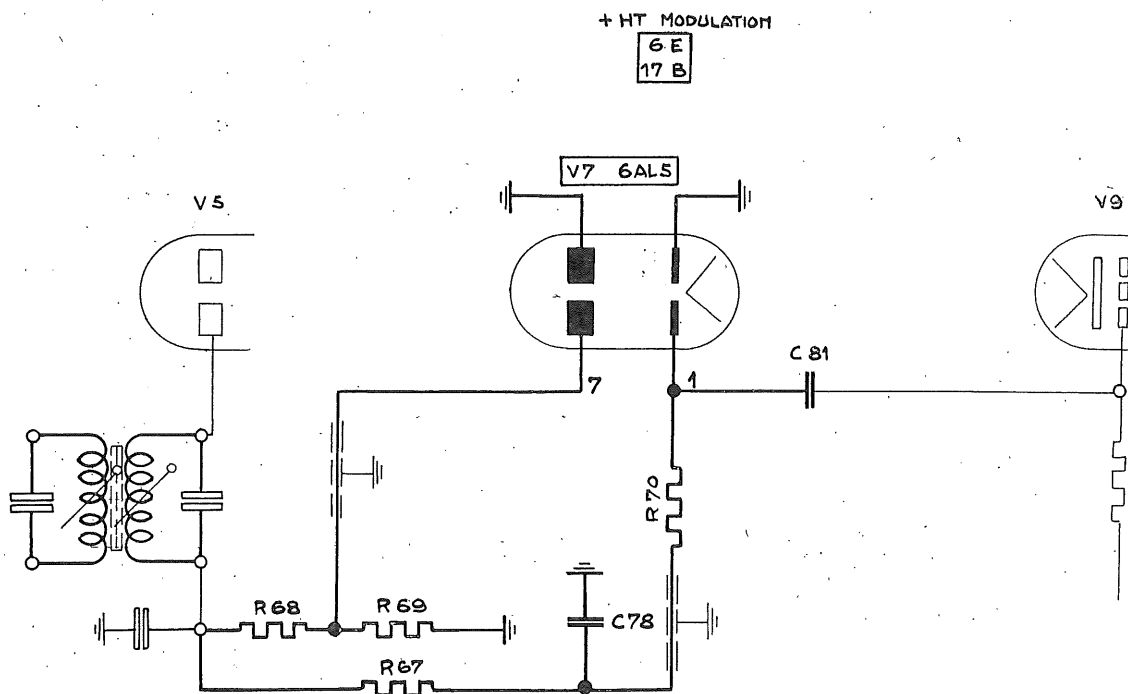 + HT MODULATION
6 E
17 B
V7 6AL5
V5
V9
C 81
7
1
R70
R68
R69
C78
R67